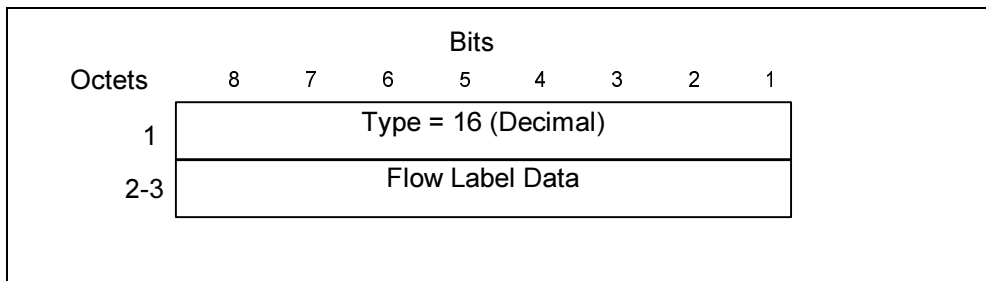 Bits
Octets 8 7 6 5 4 3 2 1
1 Type = 16 (Decimal)
2-3 Flow Label Data